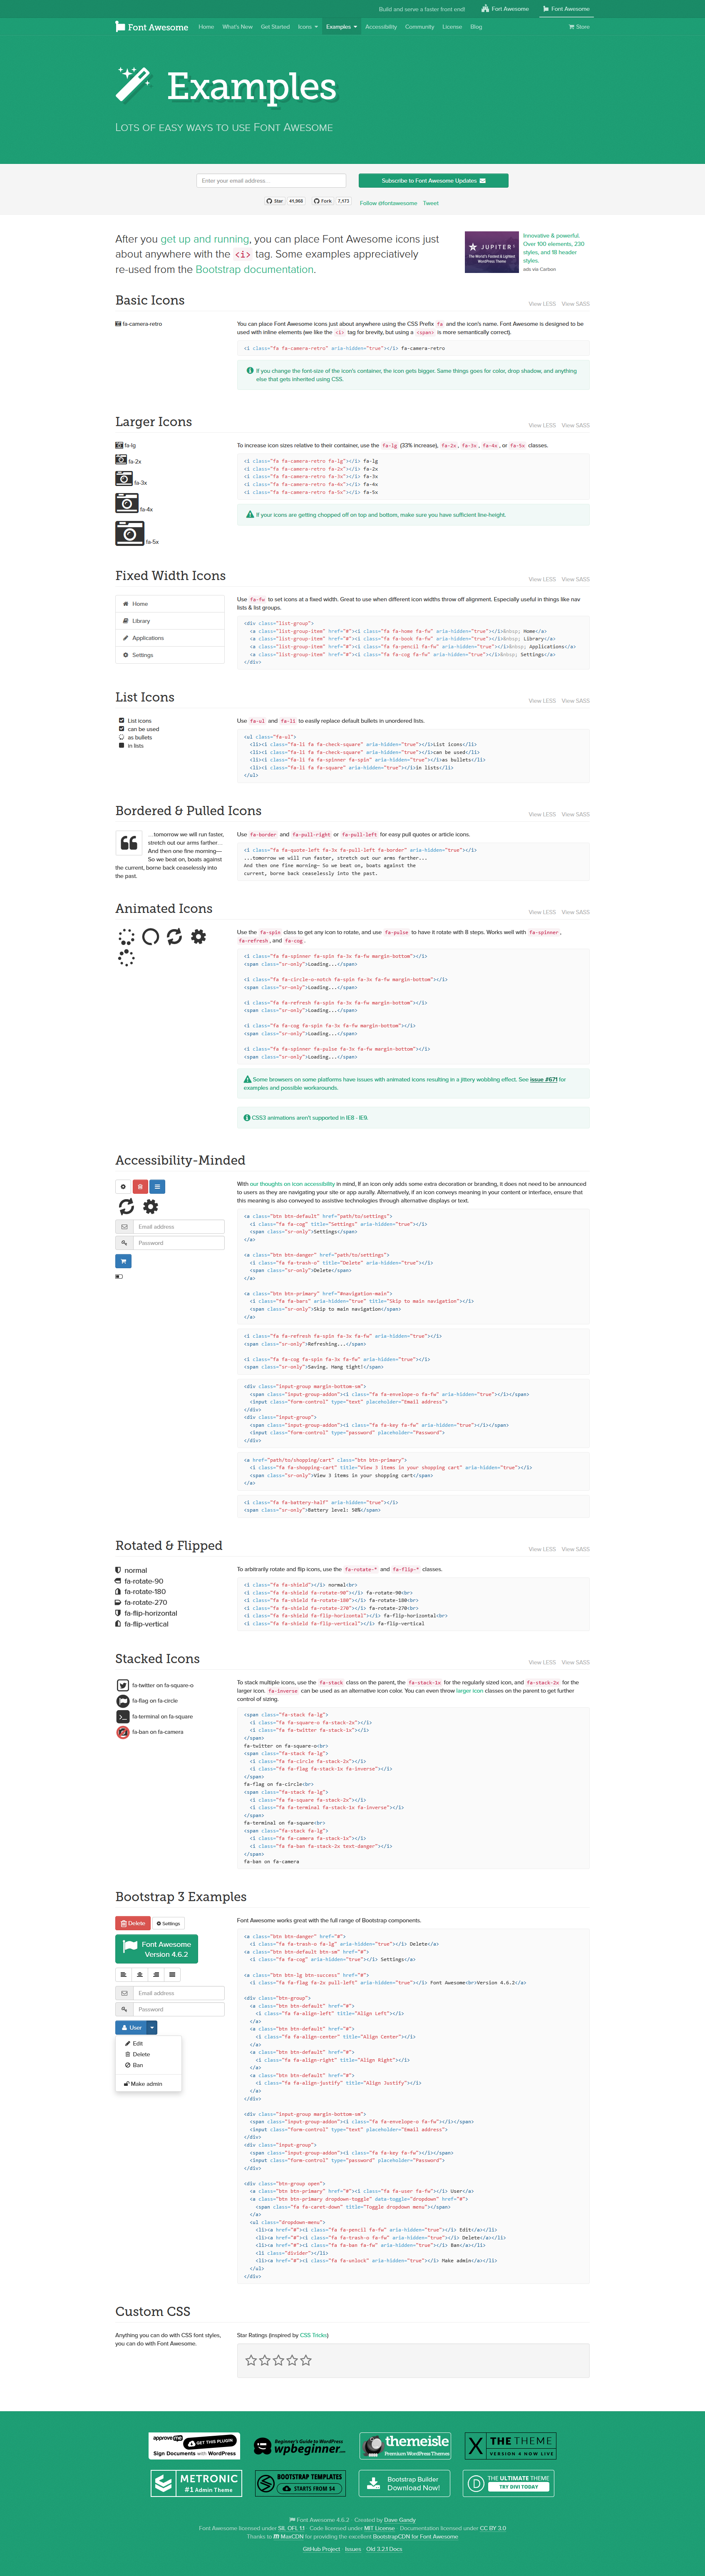 Build and serve a faster front end!
Font Awesome
Font Awesome
Font Awesome
Home
What's New
Get Started
Icons
Examples
Accessibility
Community
License
Blog
Store
Examples
Lots of easy ways to use Font Awesome
Enter your email address...
Subscribe to Font Awesome Updates
Star
41,968
Fork
7,173
Follow @fontawesome
Tweet
After you get up and running, you can place Font Awesome icons just
about anywhere with the <i> tag. Some examples appreciatively
re-used from the Bootstrap documentation.
JUPITER
The World's Fastest & Lightest
WordPress Theme
Innovative & powerful.
Over 100 elements, 230
styles, and 18 header
styles.
ads via Carbon
Basic Icons
View LESS View SASS
fa-camera-retro
You can place Font Awesome icons just about anywhere using the CSS Prefix fa and the icon's name. Font Awesome is designed to be
used with inline elements (we like the <i> tag for brevity, but using a <span> is more semantically correct).
<i class="fa fa-camera-retro" aria-hidden="true"></i> fa-camera-retro
If you change the font-size of the icon's container, the icon gets bigger. Same things goes for color, drop shadow, and anything
else that gets inherited using CSS.
Larger Icons
View LESS View SASS
fa-lg
fa-2x
fa-3x
fa-4x
fa-5x
To increase icon sizes relative to their container, use the fa-lg (33% increase), fa-2x, fa-3x, fa-4x, or fa-5x classes.
<i class="fa fa-camera-retro fa-lg"></i> fa-lg
<i class="fa fa-camera-retro fa-2x"></i> fa-2x
<i class="fa fa-camera-retro fa-3x"></i> fa-3x
<i class="fa fa-camera-retro fa-4x"></i> fa-4x
<i class="fa fa-camera-retro fa-5x"></i> fa-5x
If your icons are getting chopped off on top and bottom, make sure you have sufficient line-height.
Fixed Width Icons
View LESS View SASS
Home
Library
Applications
Settings
Use fa-fw to set icons at a fixed width. Great to use when different icon widths throw off alignment. Especially useful in things like nav
lists & list groups.
<div class="list-group">
<a class="list-group-item" href="#"><i class="fa fa-home fa-fw" aria-hidden="true"></i>&nbsp; Home</a>
<a class="list-group-item" href="#"><i class="fa fa-book fa-fw" aria-hidden="true"></i>&nbsp; Library</a>
<a class="list-group-item" href="#"><i class="fa fa-pencil fa-fw" aria-hidden="true"></i>&nbsp; Applications</a>
<a class="list-group-item" href="#"><i class="fa fa-cog fa-fw" aria-hidden="true"></i>&nbsp; Settings</a>
</div>
List Icons
View LESS View SASS
List icons
can be used
as bullets
in lists
Use fa-ul and fa-li to easily replace default bullets in unordered lists.
<ul class="fa-ul">
<li><i class="fa-li fa fa-check-square" aria-hidden="true"></i>List icons</li>
<li><i class="fa-li fa fa-check-square" aria-hidden="true"></i>can be used</li>
<li><i class="fa-li fa fa-spinner fa-spin" aria-hidden="true"></i>as bullets</li>
<li><i class="fa-li fa fa-square" aria-hidden="true"></i>in lists</li>
</ul>
Bordered & Pulled Icons
View LESS View SASS
...tomorrow we will run faster,
stretch out our arms farther...
And then one fine morning—
So we beat on, boats against
the current, borne back ceaselessly into
the past.
Use fa-border and fa-pull-right or fa-pull-left for easy pull quotes or article icons.
<i class="fa fa-quote-left fa-3x fa-pull-left fa-border" aria-hidden="true"></i>
...tomorrow we will run faster, stretch out our arms farther...
And then one fine morning— So we beat on, boats against the
current, borne back ceaselessly into the past.
Animated Icons
View LESS View SASS
Use the fa-spin class to get any icon to rotate, and use fa-pulse to have it rotate with 8 steps. Works well with fa-spinner,
fa-refresh, and fa-cog.
<i class="fa fa-spinner fa-spin fa-3x fa-fw margin-bottom"></i>
<span class="sr-only">Loading...</span>
<i class="fa fa-circle-o-notch fa-spin fa-3x fa-fw margin-bottom"></i>
<span class="sr-only">Loading...</span>
<i class="fa fa-refresh fa-spin fa-3x fa-fw margin-bottom"></i>
<span class="sr-only">Loading...</span>
<i class="fa fa-cog fa-spin fa-3x fa-fw margin-bottom"></i>
<span class="sr-only">Loading...</span>
<i class="fa fa-spinner fa-pulse fa-3x fa-fw margin-bottom"></i>
<span class="sr-only">Loading...</span>
Some browsers on some platforms have issues with animated icons resulting in a jittery wobbling effect. See issue #671 for
examples and possible workarounds.
CSS3 animations aren't supported in IE8 - IE9.
Accessibility-Minded
Email address
Password
With our thoughts on icon accessibility in mind, If an icon only adds some extra decoration or branding, it does not need to be announced
to users as they are navigating your site or app aurally. Alternatively, if an icon conveys meaning in your content or interface, ensure that
this meaning is also conveyed to assistive technologies through alternative displays or text.
<a class="btn btn-default" href="path/to/settings">
<i class="fa fa-cog" title="Settings" aria-hidden="true"></i>
<span class="sr-only">Settings</span>
</a>
<a class="btn btn-danger" href="path/to/settings">
<i class="fa fa-trash-o" title="Delete" aria-hidden="true"></i>
<span class="sr-only">Delete</span>
</a>
<a class="btn btn-primary" href="#navigation-main">
<i class="fa fa-bars" aria-hidden="true" title="Skip to main navigation"></i>
<span class="sr-only">Skip to main navigation</span>
</a>
<i class="fa fa-refresh fa-spin fa-3x fa-fw" aria-hidden="true"></i>
<span class="sr-only">Refreshing...</span>
<i class="fa fa-cog fa-spin fa-3x fa-fw" aria-hidden="true"></i>
<span class="sr-only">Saving. Hang tight!</span>
<div class="input-group margin-bottom-sm">
<span class="input-group-addon"><i class="fa fa-envelope-o fa-fw" aria-hidden="true"></i></span>
<input class="form-control" type="text" placeholder="Email address">
</div>
<div class="input-group">
<span class="input-group-addon"><i class="fa fa-key fa-fw" aria-hidden="true"></i></span>
<input class="form-control" type="password" placeholder="Password">
</div>
<a href="path/to/shopping/cart" class="btn btn-primary">
<i class="fa fa-shopping-cart" title="View 3 items in your shopping cart" aria-hidden="true"></i>
<span class="sr-only">View 3 items in your shopping cart</span>
</a>
<i class="fa fa-battery-half" aria-hidden="true"></i>
<span class="sr-only">Battery level: 50%</span>
Rotated & Flipped
View LESS View SASS
normal
fa-rotate-90
fa-rotate-180
fa-rotate-270
fa-flip-horizontal
fa-flip-vertical
To arbitrarily rotate and flip icons, use the fa-rotate-* and fa-flip-* classes.
<i class="fa fa-shield"></i> normal<br>
<i class="fa fa-shield fa-rotate-90"></i> fa-rotate-90<br>
<i class="fa fa-shield fa-rotate-180"></i> fa-rotate-180<br>
<i class="fa fa-shield fa-rotate-270"></i> fa-rotate-270<br>
<i class="fa fa-shield fa-flip-horizontal"></i> fa-flip-horizontal<br>
<i class="fa fa-shield fa-flip-vertical"></i> fa-flip-vertical
Stacked Icons
View LESS View SASS
fa-twitter on fa-square-o
fa-flag on fa-circle
fa-terminal on fa-square
fa-ban on fa-camera
To stack multiple icons, use the fa-stack class on the parent, the fa-stack-1x for the regularly sized icon, and fa-stack-2x for the
larger icon. fa-inverse can be used as an alternative icon color. You can even throw larger icon classes on the parent to get further
control of sizing.
<span class="fa-stack fa-lg">
<i class="fa fa-square-o fa-stack-2x"></i>
<i class="fa fa-twitter fa-stack-1x"></i>
</span>
fa-twitter on fa-square-o<br>
<span class="fa-stack fa-lg">
<i class="fa fa-circle fa-stack-2x"></i>
<i class="fa fa-flag fa-stack-1x fa-inverse"></i>
</span>
fa-flag on fa-circle<br>
<span class="fa-stack fa-lg">
<i class="fa fa-square fa-stack-2x"></i>
<i class="fa fa-terminal fa-stack-1x fa-inverse"></i>
</span>
fa-terminal on fa-square<br>
<span class="fa-stack fa-lg">
<i class="fa fa-camera fa-stack-1x"></i>
<i class="fa fa-ban fa-stack-2x text-danger"></i>
</span>
fa-ban on fa-camera
Bootstrap 3 Examples
Delete
Settings
Font Awesome
Version 4.6.2
Email address
Password
User
Edit
Delete
Ban
Make admin
Font Awesome works great with the full range of Bootstrap components.
<a class="btn btn-danger" href="#">
<i class="fa fa-trash-o fa-lg" aria-hidden="true"></i> Delete</a>
<a class="btn btn-default btn-sm" href="#">
<i class="fa fa-cog" aria-hidden="true"></i> Settings</a>
<a class="btn btn-lg btn-success" href="#">
<i class="fa fa-flag fa-2x pull-left" aria-hidden="true"></i> Font Awesome<br>Version 4.6.2</a>
<div class="btn-group">
<a class="btn btn-default" href="#">
<i class="fa fa-align-left" title="Align Left"></i>
</a>
<a class="btn btn-default" href="#">
<i class="fa fa-align-center" title="Align Center"></i>
</a>
<a class="btn btn-default" href="#">
<i class="fa fa-align-right" title="Align Right"></i>
</a>
<a class="btn btn-default" href="#">
<i class="fa fa-align-justify" title="Align Justify"></i>
</a>
</div>
<div class="input-group margin-bottom-sm">
<span class="input-group-addon"><i class="fa fa-envelope-o fa-fw"></i></span>
<input class="form-control" type="text" placeholder="Email address">
</div>
<div class="input-group">
<span class="input-group-addon"><i class="fa fa-key fa-fw"></i></span>
<input class="form-control" type="password" placeholder="Password">
</div>
<div class="btn-group open">
<a class="btn btn-primary" href="#"><i class="fa fa-user fa-fw"></i> User</a>
<a class="btn btn-primary dropdown-toggle" data-toggle="dropdown" href="#">
<span class="fa fa-caret-down" title="Toggle dropdown menu"></span>
</a>
<ul class="dropdown-menu">
<li><a href="#"><i class="fa fa-pencil fa-fw" aria-hidden="true"></i> Edit</a></li>
<li><a href="#"><i class="fa fa-trash-o fa-fw" aria-hidden="true"></i> Delete</a></li>
<li><a href="#"><i class="fa fa-ban fa-fw" aria-hidden="true"></i> Ban</a></li>
<li class="divider"></li>
<li><a href="#"><i class="fa fa-unlock" aria-hidden="true"></i> Make admin</a></li>
</ul>
</div>
Custom CSS
Anything you can do with CSS font styles,
you can do with Font Awesome.
Star Ratings (inspired by CSS Tricks)
approve me
GET THIS PLUGIN
Sign Documents with WordPress
Beginner's Guide to WordPress
wpbeginner.com
themeisle
Premium WordPress Themes
X THE THEME
VERSION 4 NOW LIVE
METRONIC
#1 Admin Theme
BOOTSTRAP TEMPLATES
STARTS FROM $4
Bootstrap Builder
Download Now!
D THE ULTIMATE THEME
TRY DIVI TODAY
Font Awesome 4.6.2 · Created by Dave Gandy
Font Awesome licensed under SIL OFL 1.1 · Code licensed under MIT License · Documentation licensed under CC BY 3.0
Thanks to MaxCDN for providing the excellent BootstrapCDN for Font Awesome
GitHub Project · Issues · Old 3.2.1 Docs